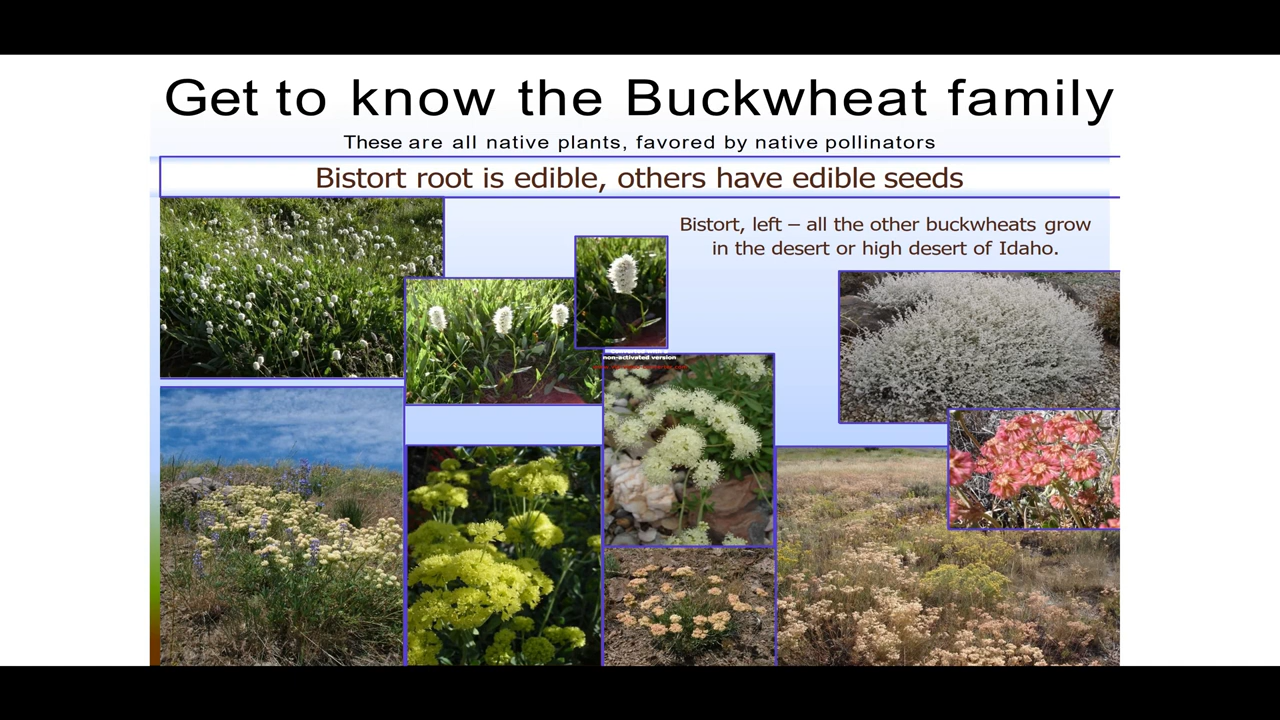 Get to know the Buckwheat family
These are all native plants, favored by native pollinators
Bistort root is edible, others have edible seeds
Bistort, left – all the other buckwheats grow
in the desert or high desert of Idaho.
non-activated version